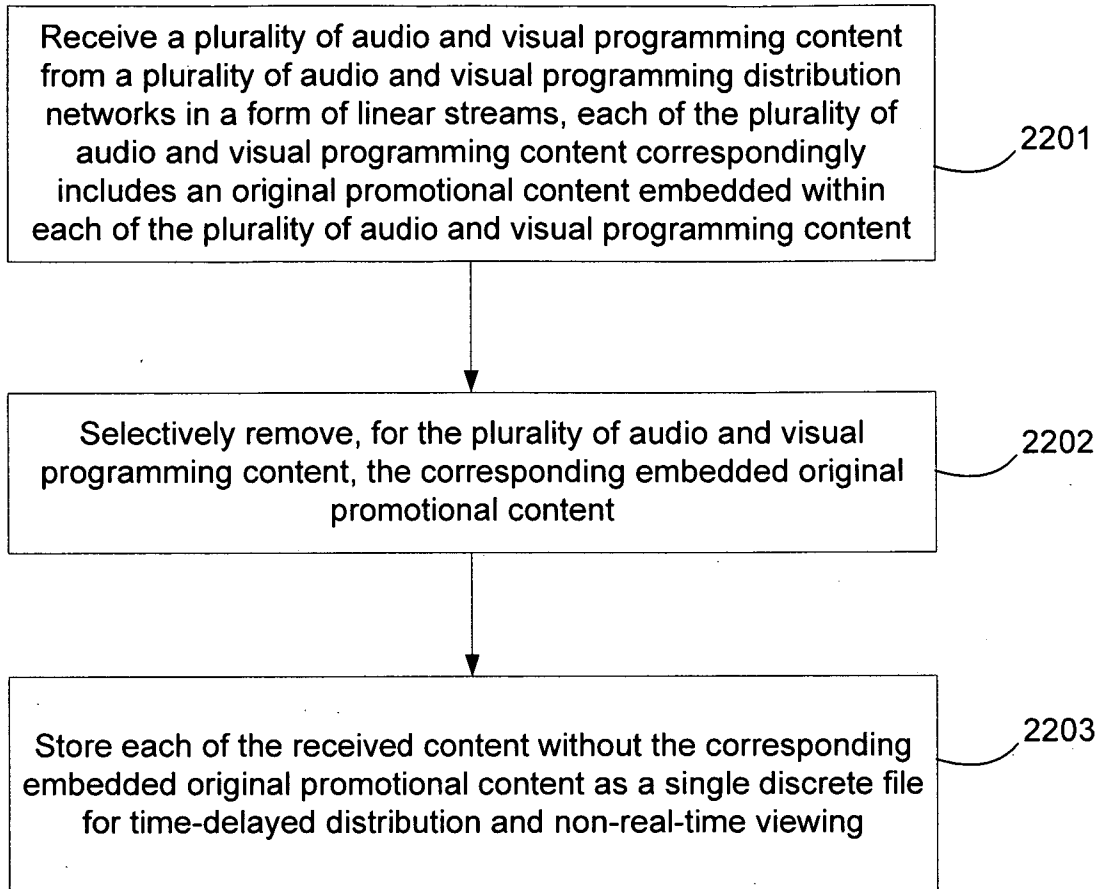 Receive a plurality of audio and visual programming content
from a plurality of audio and visual programming distribution
networks in a form of linear streams, each of the plurality of
audio and visual programming content correspondingly
includes an original promotional content embedded within
each of the plurality of audio and visual programming content
2201
Selectively remove, for the plurality of audio and visual
programming content, the corresponding embedded original
promotional content
2202
Store each of the received content without the corresponding
embedded original promotional content as a single discrete file
for time-delayed distribution and non-real-time viewing
2203